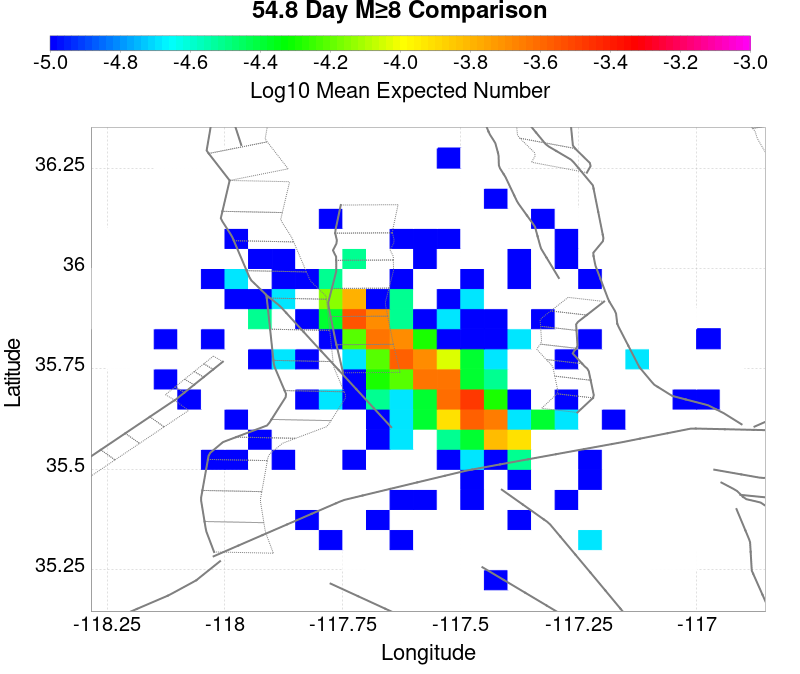 54.8 Day M≥8 Comparison
-5.0 -4.8 -4.6 -4.4 -4.2 -4.0 -3.8 -3.6 -3.4 -3.2 -3.0
Log10 Mean Expected Number
36.25
36
35.75
35.5
35.25
Latitude
-118.25 -118 -117.75 -117.5 -117.25 -117
Longitude